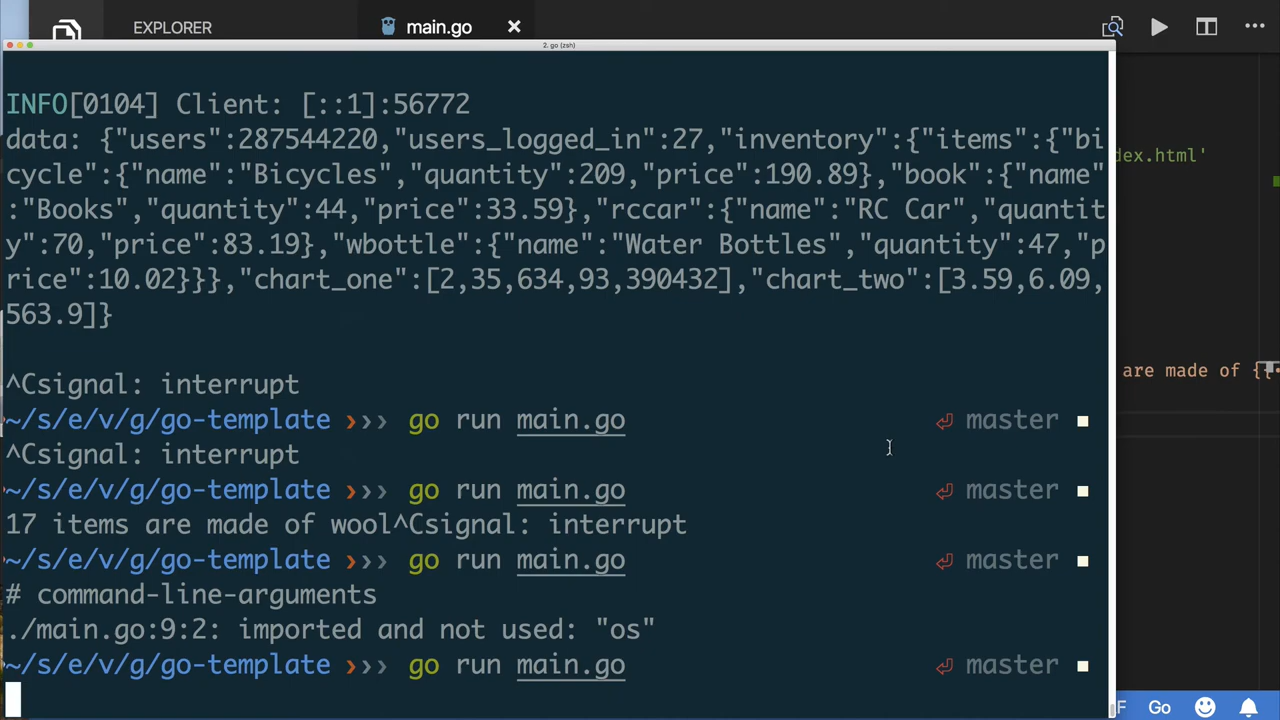 EXPLORER
main.go
2. go (zsh)
INFO[0104] Client: [::1]:56772
data: {"users":287544220,"users_logged_in":27,"inventory":{"items":{"bi
cycle":{"name":"Bicycles","quantity":209,"price":190.89},"book":{"name"
:"Books","quantity":44,"price":33.59},"rccar":{"name":"RC Car","quantit
y":70,"price":83.19},"wbottle":{"name":"Water Bottles","quantity":47,"p
rice":10.02}}},"chart_one":[2,35,634,93,390432],"chart_two":[3.59,6.09,
563.9]}
dex.html'
are made of {{
^Csignal: interrupt
~/s/e/v/g/go-template ❯❯❯ go run main.go ⏎ master ■
^Csignal: interrupt
~/s/e/v/g/go-template ❯❯❯ go run main.go ⏎ master ■
17 items are made of wool^Csignal: interrupt
~/s/e/v/g/go-template ❯❯❯ go run main.go ⏎ master ■
# command-line-arguments
./main.go:9:2: imported and not used: "os"
~/s/e/v/g/go-template ❯❯❯ go run main.go ⏎ master ■
F Go